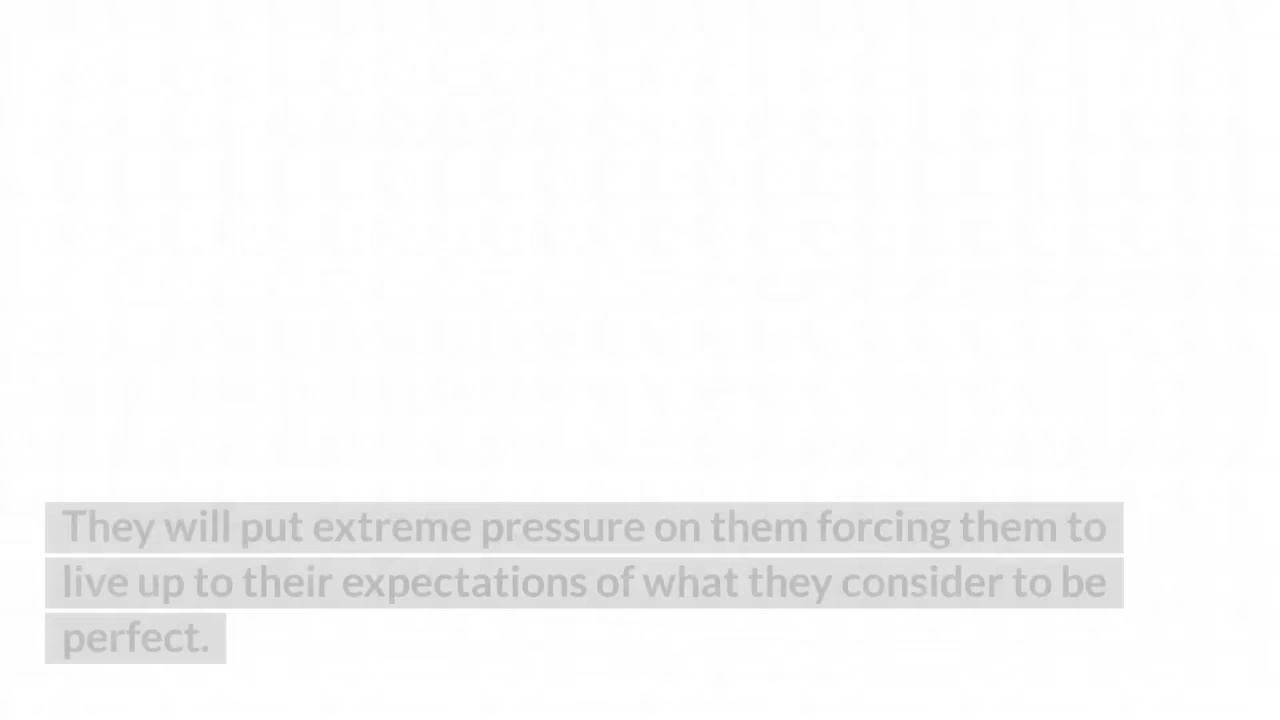 They will put extreme pressure on them forcing them to
live up to their expectations of what they consider to be
perfect.